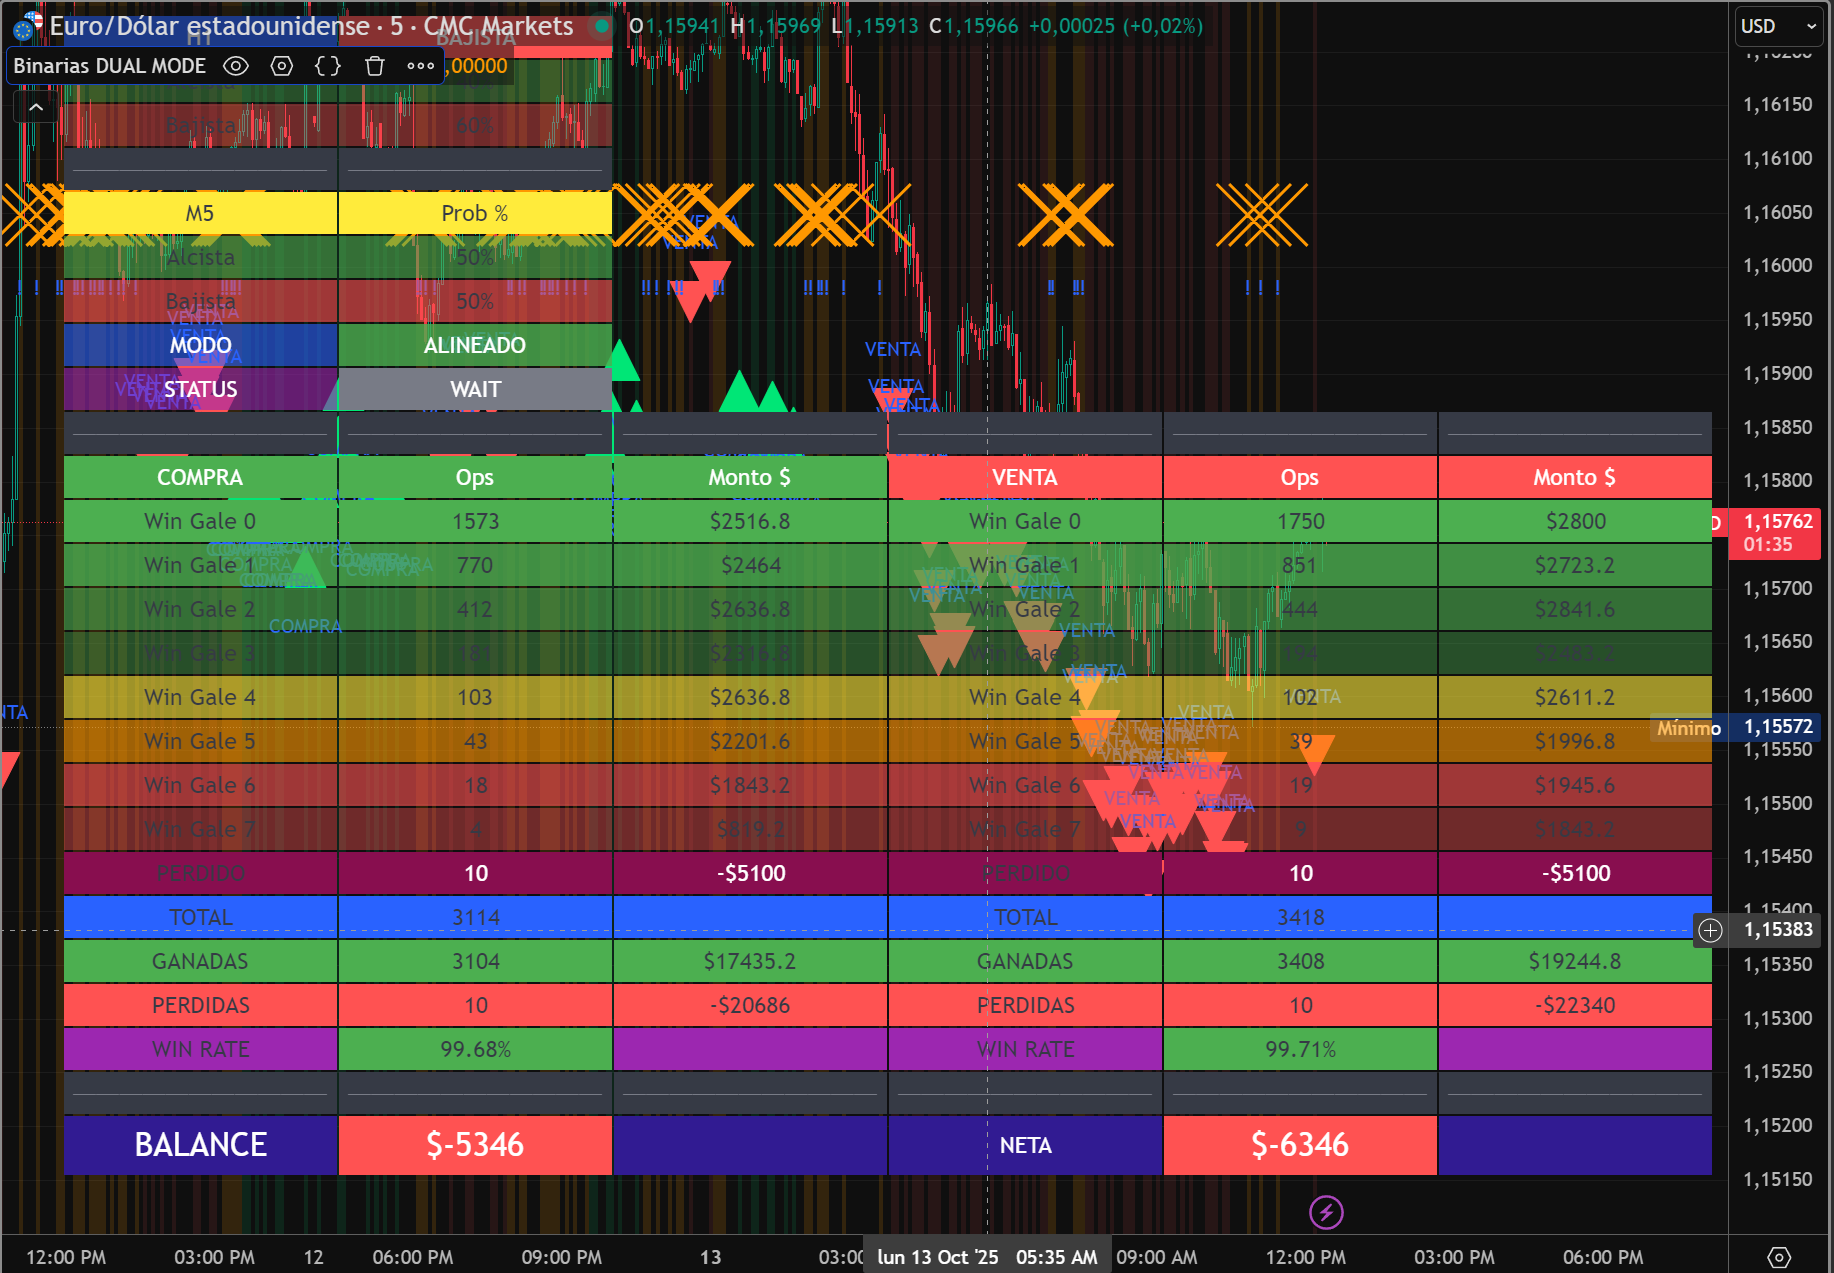 Euro/Dólar estadounidense · 5 · CMC Markets
O1,15941 H1,15969 L1,15913 C1,15966 +0,00025 (+0,02%)
USD
H1 BAJISTA
Binarias DUAL MODE ,00000
Bajista 60%
M5 Prob %
Alcista 50%
Bajista 50%
MODO ALINEADO
STATUS WAIT
COMPRA Ops Monto $ VENTA Ops Monto $
Win Gale 0 1573 $2516.8 Win Gale 0 1750 $2800
Win Gale 1 770 $2464 Win Gale 1 851 $2723.2
Win Gale 2 412 $2636.8 Win Gale 2 444 $2841.6
Win Gale 3 181 $2316.8 Win Gale 3 194 $2483.2
Win Gale 4 103 $2636.8 Win Gale 4 102 $2611.2
Win Gale 5 43 $2201.6 Win Gale 5 39 $1996.8
Win Gale 6 18 $1843.2 Win Gale 6 19 $1945.6
Win Gale 7 4 $819.2 Win Gale 7 9 $1843.2
PERDIDO 10 -$5100 PERDIDO 10 -$5100
TOTAL 3114 TOTAL 3418
GANADAS 3104 $17435.2 GANADAS 3408 $19244.8
PERDIDAS 10 -$20686 PERDIDAS 10 -$22340
WIN RATE 99.68% WIN RATE 99.71%
BALANCE $-5346 NETA $-6346
VENTA
VENTA
VENTA
VENTA
VENTA
COMPRA
VENTA
VENTA
VENTA
VENTA
1,16200
1,16150
1,16100
1,16050
1,16000
1,15950
1,15900
1,15850
1,15800
1,15762
01:35
1,15700
1,15650
1,15600
Mínimo 1,15572
1,15550
1,15500
1,15450
1,15400
1,15383
1,15350
1,15300
1,15250
1,15200
1,15150
12:00 PM 03:00 PM 12 06:00 PM 09:00 PM 13 03:00 lun 13 Oct '25 05:35 AM 09:00 AM 12:00 PM 03:00 PM 06:00 PM